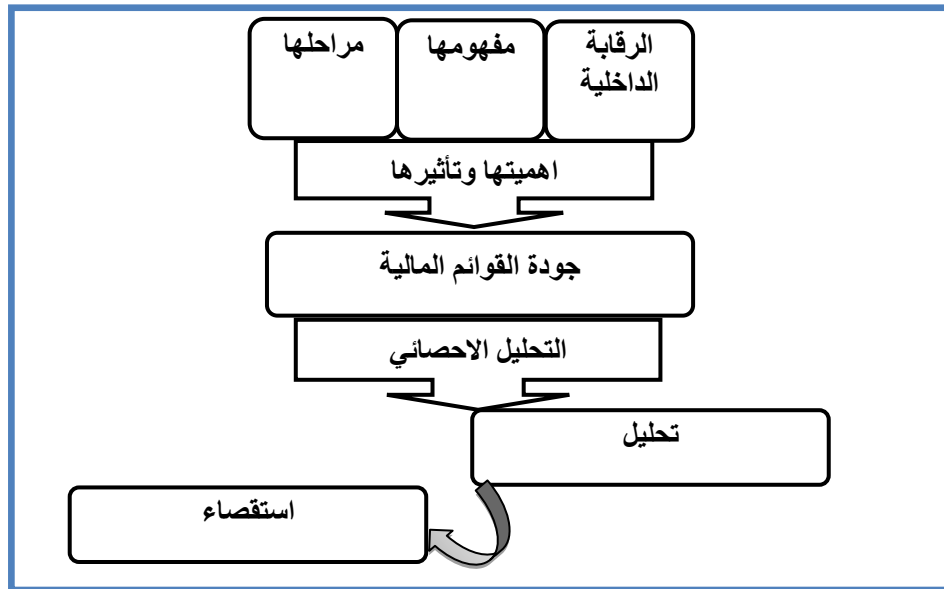 الرقابة
الداخلية
مفهومها
مراحلها
اهميتها وتأثيرها
جودة القوائم المالية
التحليل الاحصائي
تحليل
استقصاء